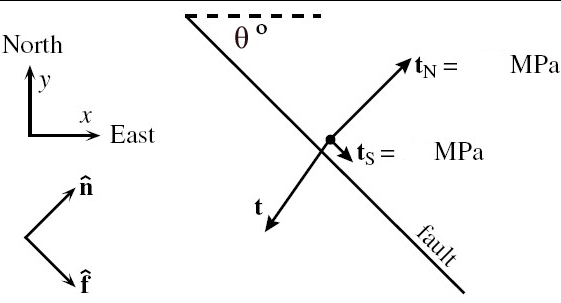 θ°
North
y
x
East
t_N =      MPa
t_S =      MPa
n̂
t
f̂
fault